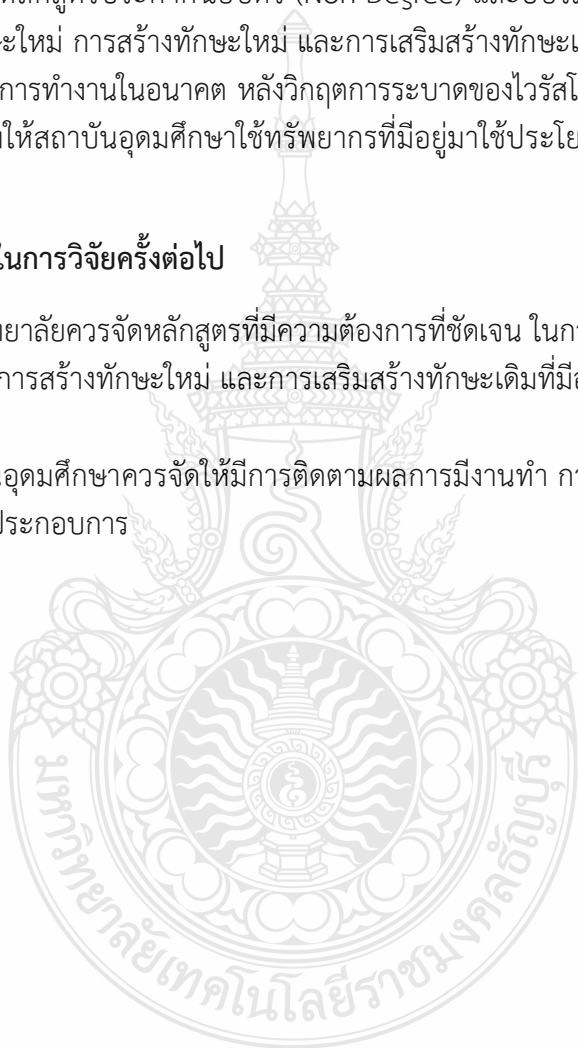 หลักสูตรประกาศนียบัตร (Non Degree) และ
ะใหม่ การสร้างทักษะใหม่ และการเสริมสร้างทักษะเ
การทำงานในอนาคต หลังวิกฤตการระบาดของไวรัสโ
ให้สถาบันอุดมศึกษาใช้ทรัพยากรที่มีอยู่มาใช้ประโย
ในการวิจัยครั้งต่อไป
ทยาลัยควรจัดหลักสูตรที่มีความต้องการที่ชัดเจน ในก
การสร้างทักษะใหม่ และการเสริมสร้างทักษะเดิมที่มี
นอุดมศึกษาควรจัดให้มีการติดตามผลการมีงานทำ กา
ประกอบการ
มหาวิทยาลัยเทคโนโลยีราชมงคลธัญบุรี